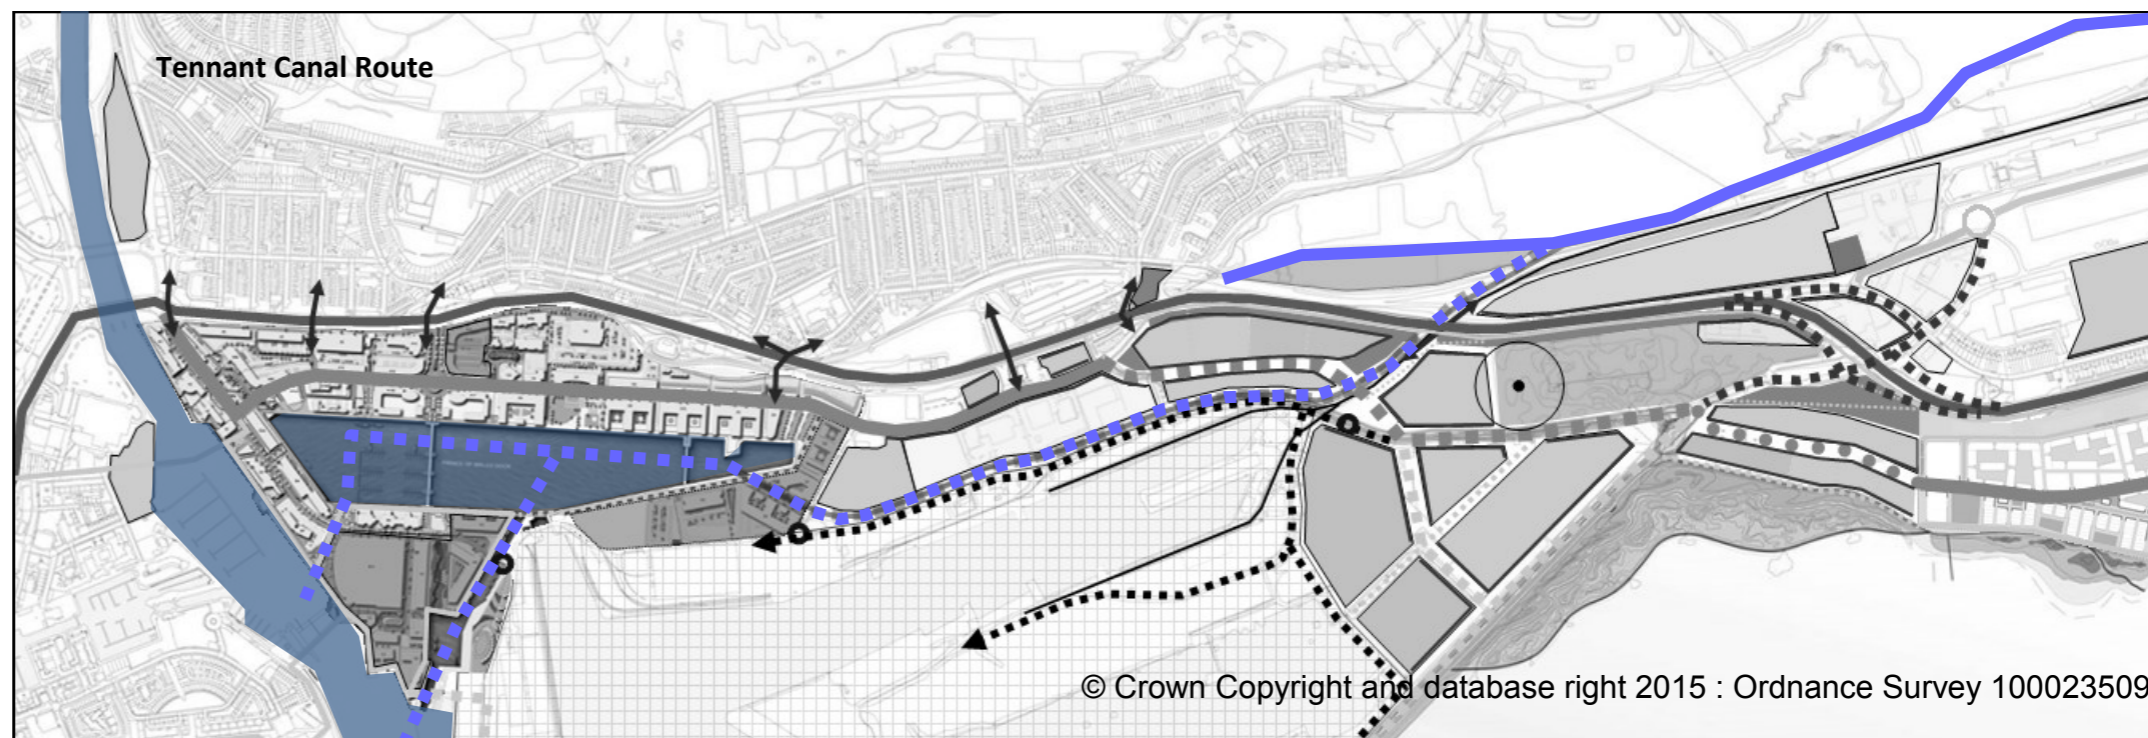 Tennant Canal Route
© Crown Copyright and database right 2015 : Ordnance Survey 100023509